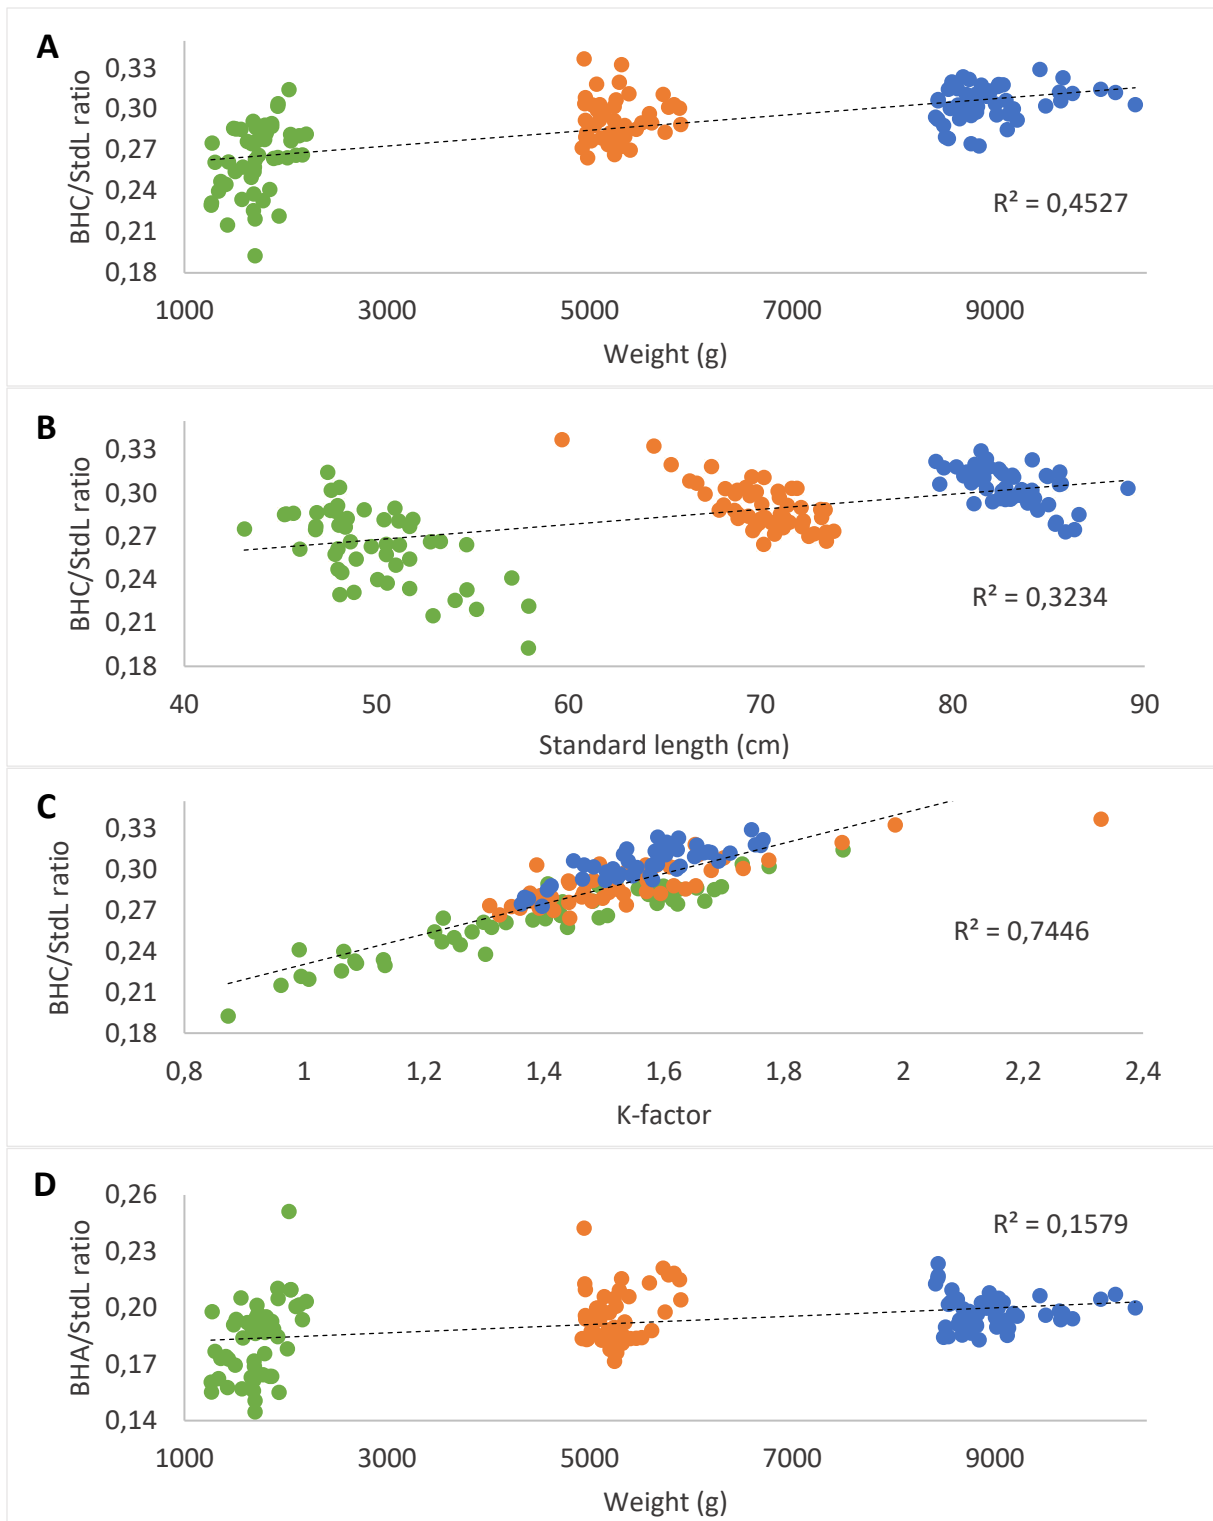 A
BHC/StdL ratio
0,33
0,30
0,27
0,24
0,21
0,18
R² = 0,4527
1000 3000 5000 7000 9000
Weight (g)
B
BHC/StdL ratio
0,33
0,30
0,27
0,24
0,21
0,18
R² = 0,3234
40 50 60 70 80 90
Standard length (cm)
C
BHC/StdL ratio
0,33
0,30
0,27
0,24
0,21
0,18
R² = 0,7446
0,8 1 1,2 1,4 1,6 1,8 2 2,2 2,4
K-factor
D
BHA/StdL ratio
0,26
0,23
0,20
0,17
0,14
R² = 0,1579
1000 3000 5000 7000 9000
Weight (g)